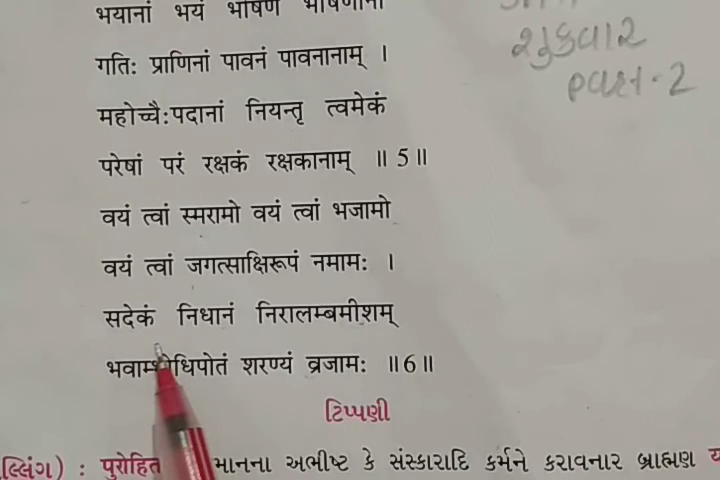 भयानां भयं भीषणं भीषणानां
गतिः प्राणिनां पावनं पावनानाम् ।
શુક્રવાર
महोच्चैःपदानां नियन्तृ त्वमेकं
part-2
परेषां परं रक्षकं रक्षकानाम् ॥ 5 ॥
वयं त्वां स्मरामो वयं त्वां भजामो
वयं त्वां जगत्साक्षिरूपं नमामः ।
सदेकं निधानं निरालम्बमीशम्
भवाम्भोधिपोतं शरण्यं व्रजामः ॥6॥
ટિપ્પણી
લ્લિંગ) : પુરોહિત માનના અભીષ્ટ કે સંસ્કારાદિ કર્મને કરાવનાર બ્રાહ્મણ ય